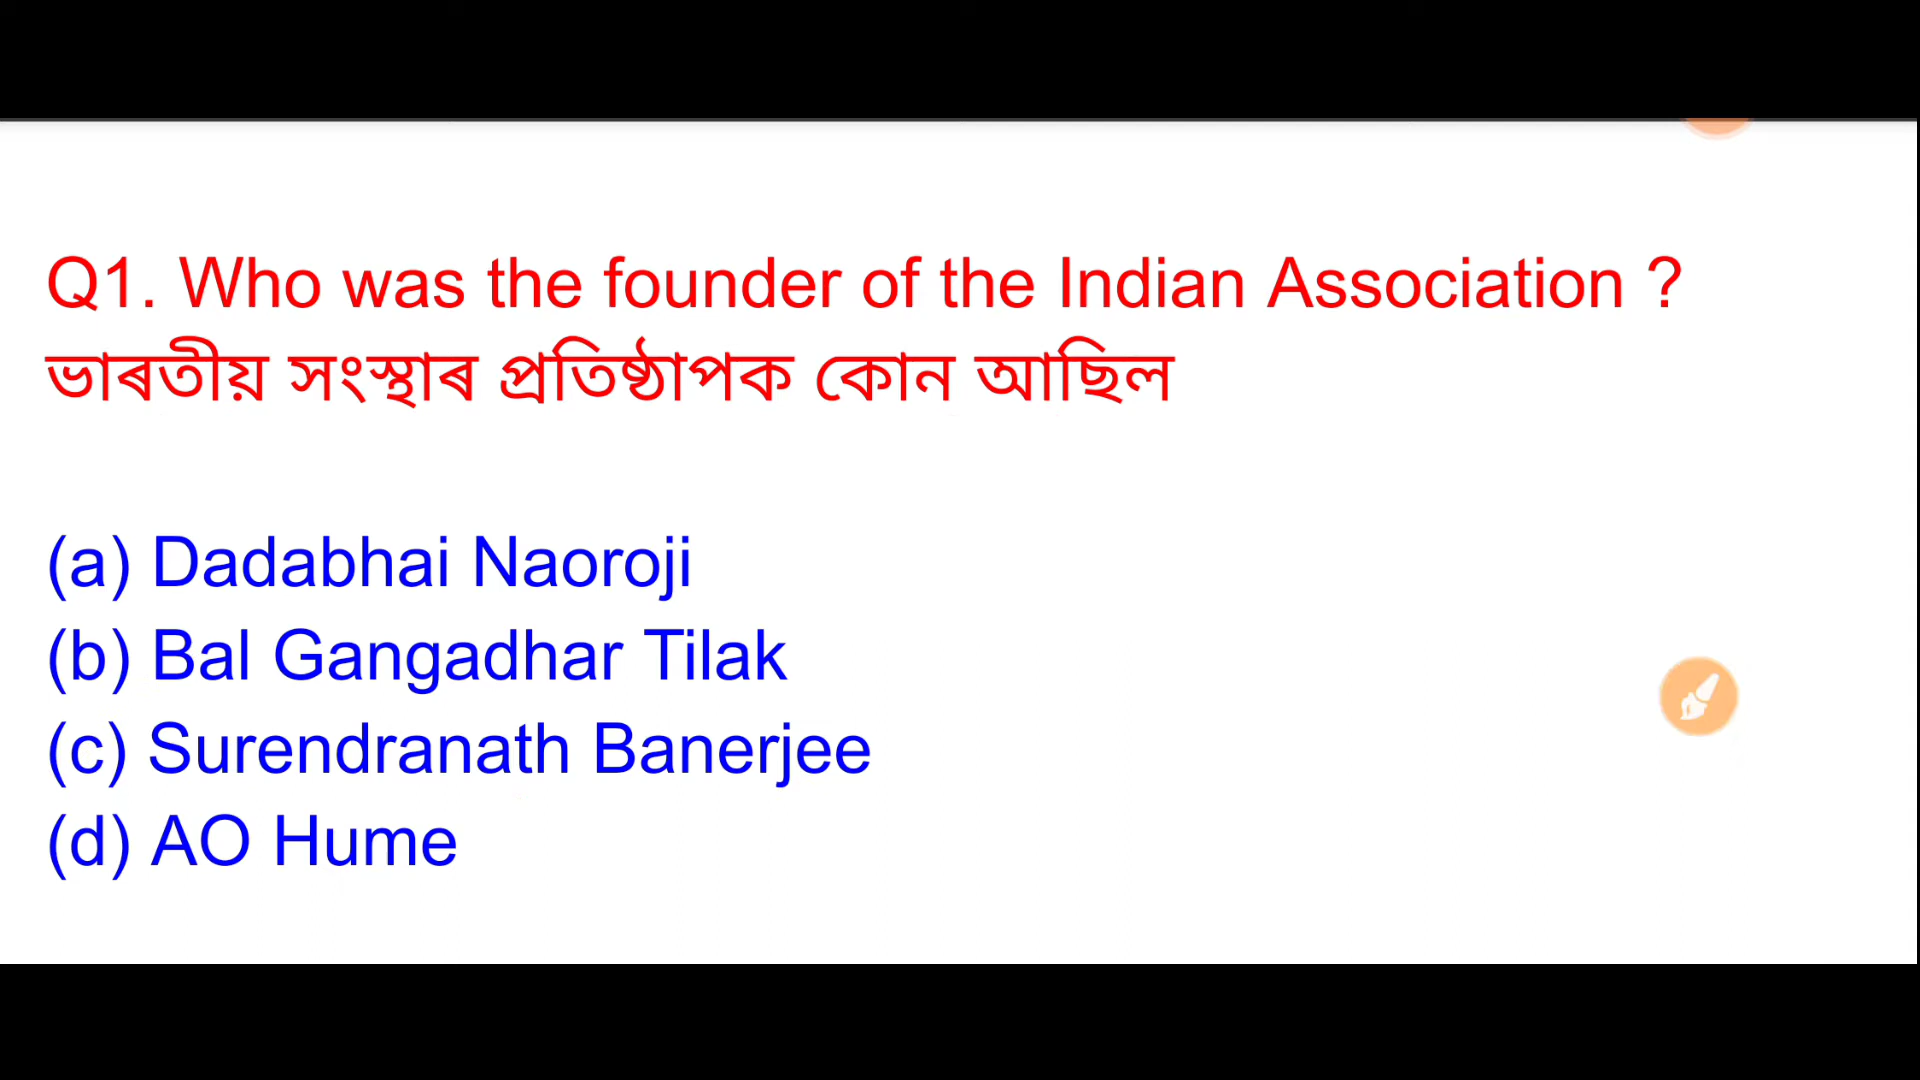 Q1. Who was the founder of the Indian Association ?
ভাৰতীয় সংস্থাৰ প্ৰতিষ্ঠাপক কোন আছিল
(a) Dadabhai Naoroji
(b) Bal Gangadhar Tilak
(c) Surendranath Banerjee
(d) AO Hume